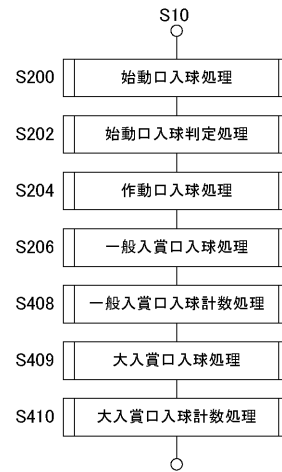 S10
S200 始動口入球処理
S202 始動口入球判定処理
S204 作動口入球処理
S206 一般入賞口入球処理
S408 一般入賞口入球計数処理
S409 大入賞口入球処理
S410 大入賞口入球計数処理